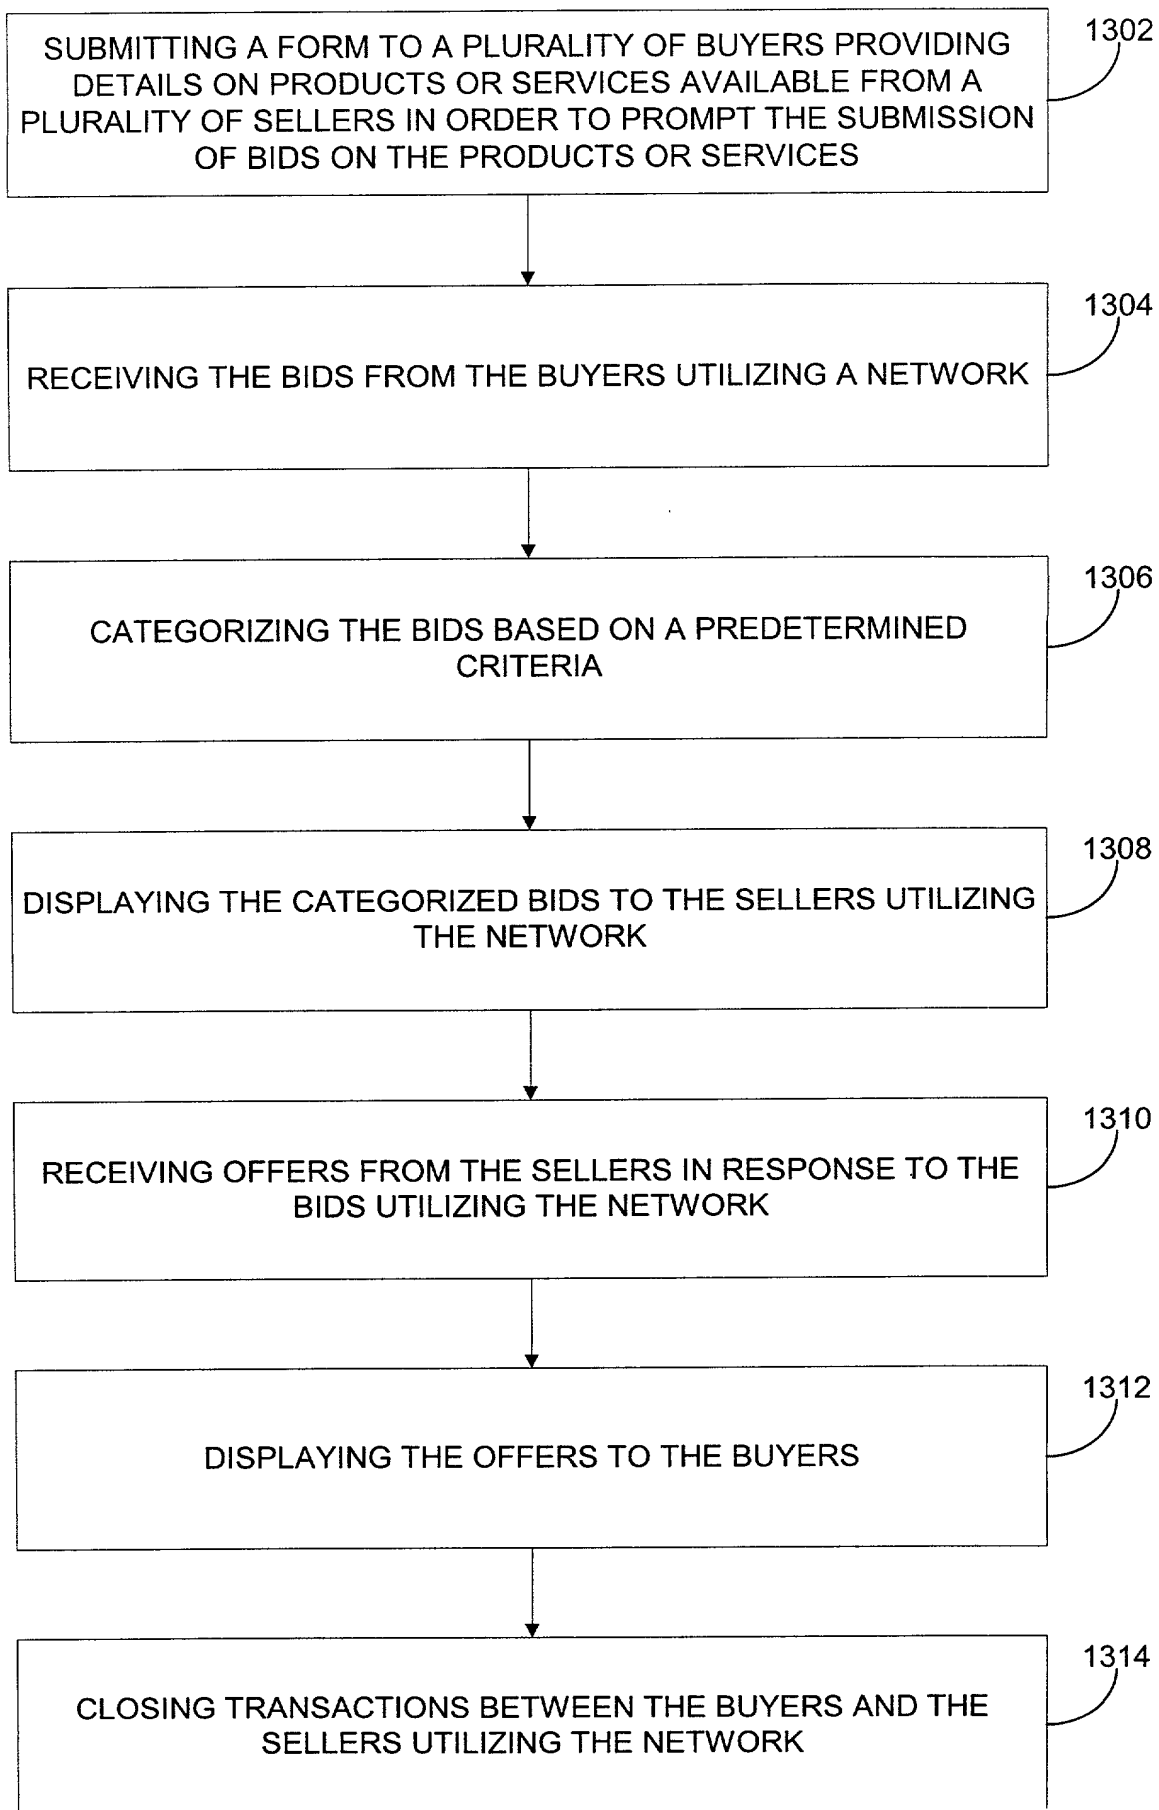 SUBMITTING A FORM TO A PLURALITY OF BUYERS PROVIDING
DETAILS ON PRODUCTS OR SERVICES AVAILABLE FROM A
PLURALITY OF SELLERS IN ORDER TO PROMPT THE SUBMISSION
OF BIDS ON THE PRODUCTS OR SERVICES
1302
RECEIVING THE BIDS FROM THE BUYERS UTILIZING A NETWORK
1304
CATEGORIZING THE BIDS BASED ON A PREDETERMINED
CRITERIA
1306
DISPLAYING THE CATEGORIZED BIDS TO THE SELLERS UTILIZING
THE NETWORK
1308
RECEIVING OFFERS FROM THE SELLERS IN RESPONSE TO THE
BIDS UTILIZING THE NETWORK
1310
DISPLAYING THE OFFERS TO THE BUYERS
1312
CLOSING TRANSACTIONS BETWEEN THE BUYERS AND THE
SELLERS UTILIZING THE NETWORK
1314